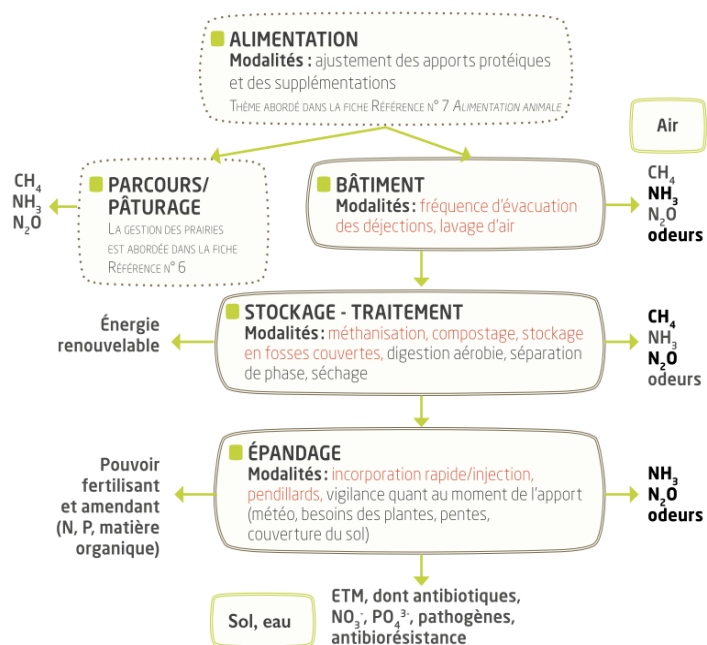 ALIMENTATION
Modalités : ajustement des apports protéiques
et des supplémentations
Thème abordé dans la fiche Référence n° 7 Alimentation animale
Air
CH₄
NH₃
N₂O
PARCOURS/
PÂTURAGE
La gestion des prairies
est abordée dans la fiche
Référence n° 6
BÂTIMENT
Modalités : fréquence d'évacuation
des déjections, lavage d'air
CH₄
NH₃
N₂O
odeurs
Énergie
renouvelable
STOCKAGE - TRAITEMENT
Modalités : méthanisation, compostage, stockage
en fosses couvertes, digestion aérobie, séparation
de phase, séchage
CH₄
NH₃
N₂O
odeurs
Pouvoir
fertilisant
et amendant
(N, P, matière
organique)
ÉPANDAGE
Modalités : incorporation rapide/injection,
pendillards, vigilance quant au moment de l'apport
(météo, besoins des plantes, pentes,
couverture du sol)
NH₃
N₂O
odeurs
Sol, eau
ETM, dont antibiotiques,
NO₃⁻, PO₄³⁻, pathogènes,
antibiorésistance